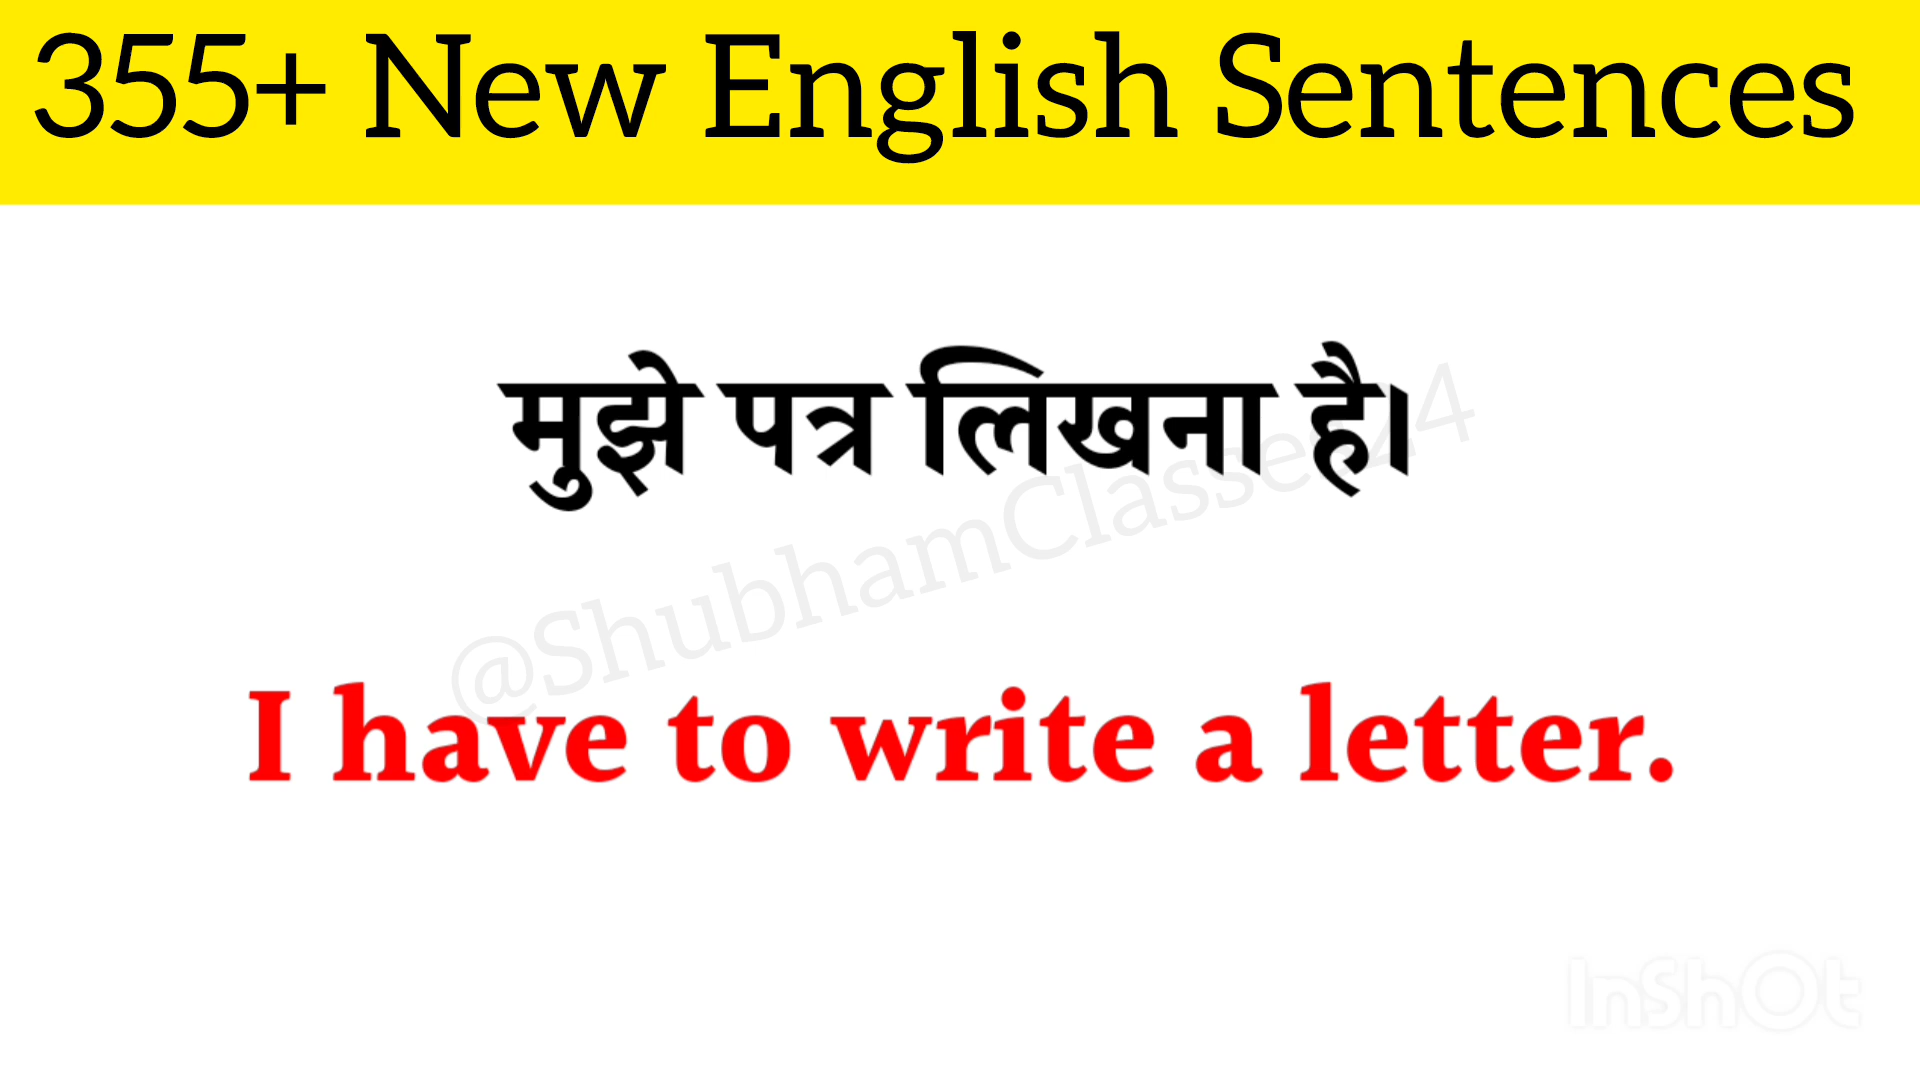 355+ New English Sentences
मुझे पत्र लिखना है।
@ShubhamClasses24
I have to write a letter.
InShOt